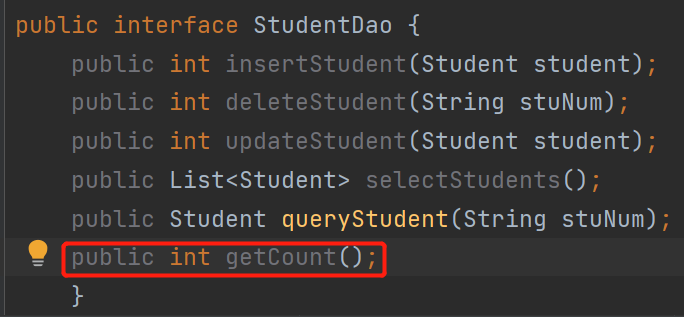 public interface StudentDao {
public int insertStudent(Student student);
public int deleteStudent(String stuNum);
public int updateStudent(Student student);
public List<Student> selectStudents();
public Student queryStudent(String stuNum);
public int getCount();
}